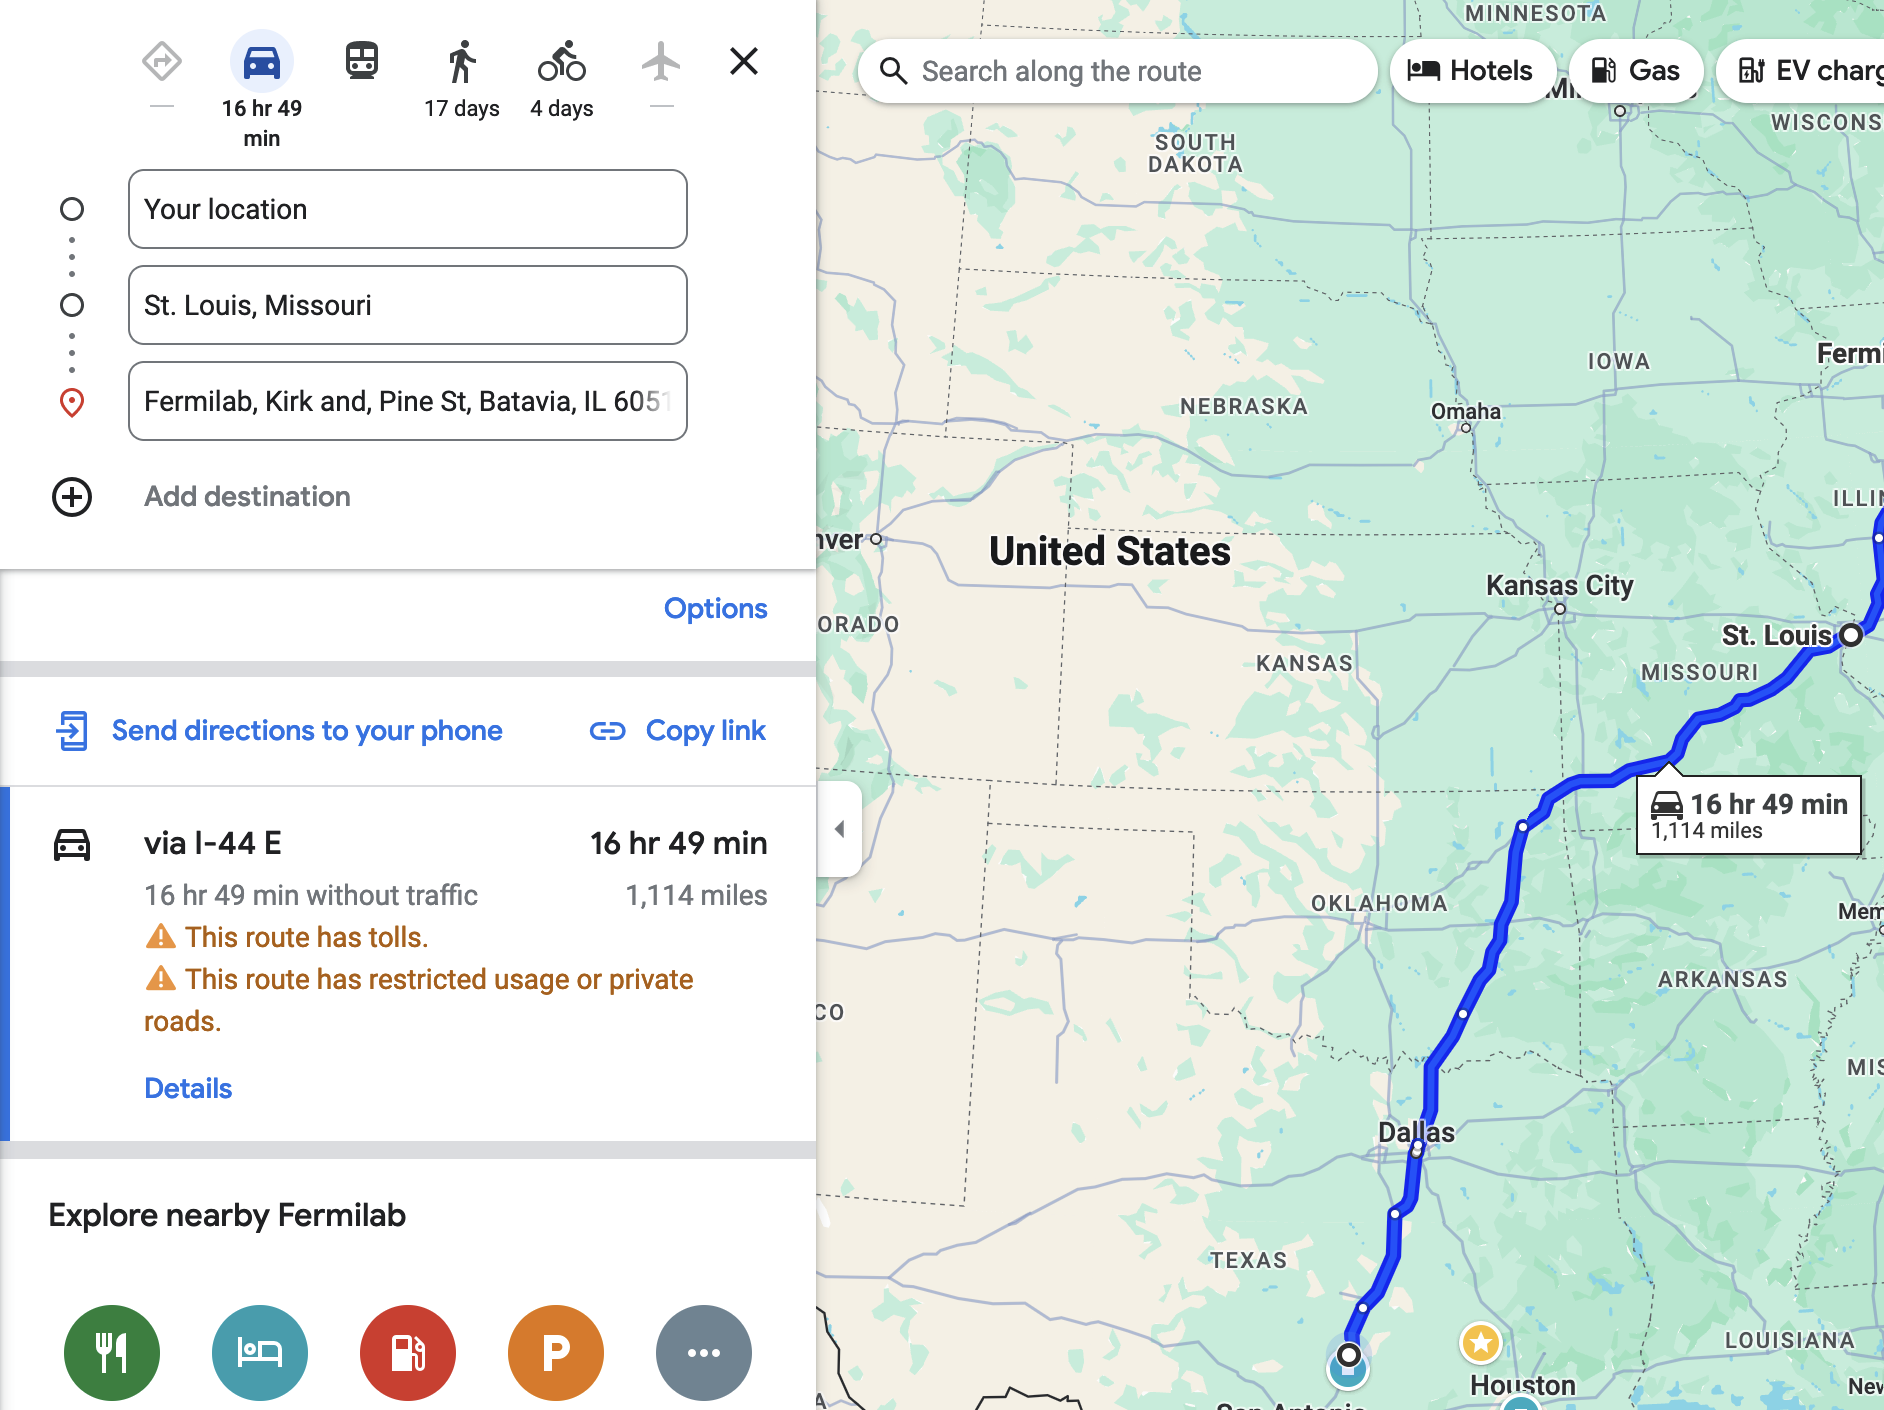 16 hr 49
min
17 days
4 days
Your location
St. Louis, Missouri
Fermilab, Kirk and, Pine St, Batavia, IL 6051
Add destination
Options
Send directions to your phone
Copy link
via I-44 E
16 hr 49 min
16 hr 49 min without traffic
1,114 miles
This route has tolls.
This route has restricted usage or private
roads.
Details
Explore nearby Fermilab
P
Search along the route
Hotels
Gas
EV charg
MINNESOTA
WISCONS
SOUTH
DAKOTA
IOWA
Fermi
NEBRASKA
Omaha
ILLIN
nver
United States
Kansas City
ORADO
St. Louis
KANSAS
MISSOURI
16 hr 49 min
1,114 miles
OKLAHOMA
Mem
ARKANSAS
CO
MIS
Dallas
TEXAS
LOUISIANA
Houston
New
San Antonio